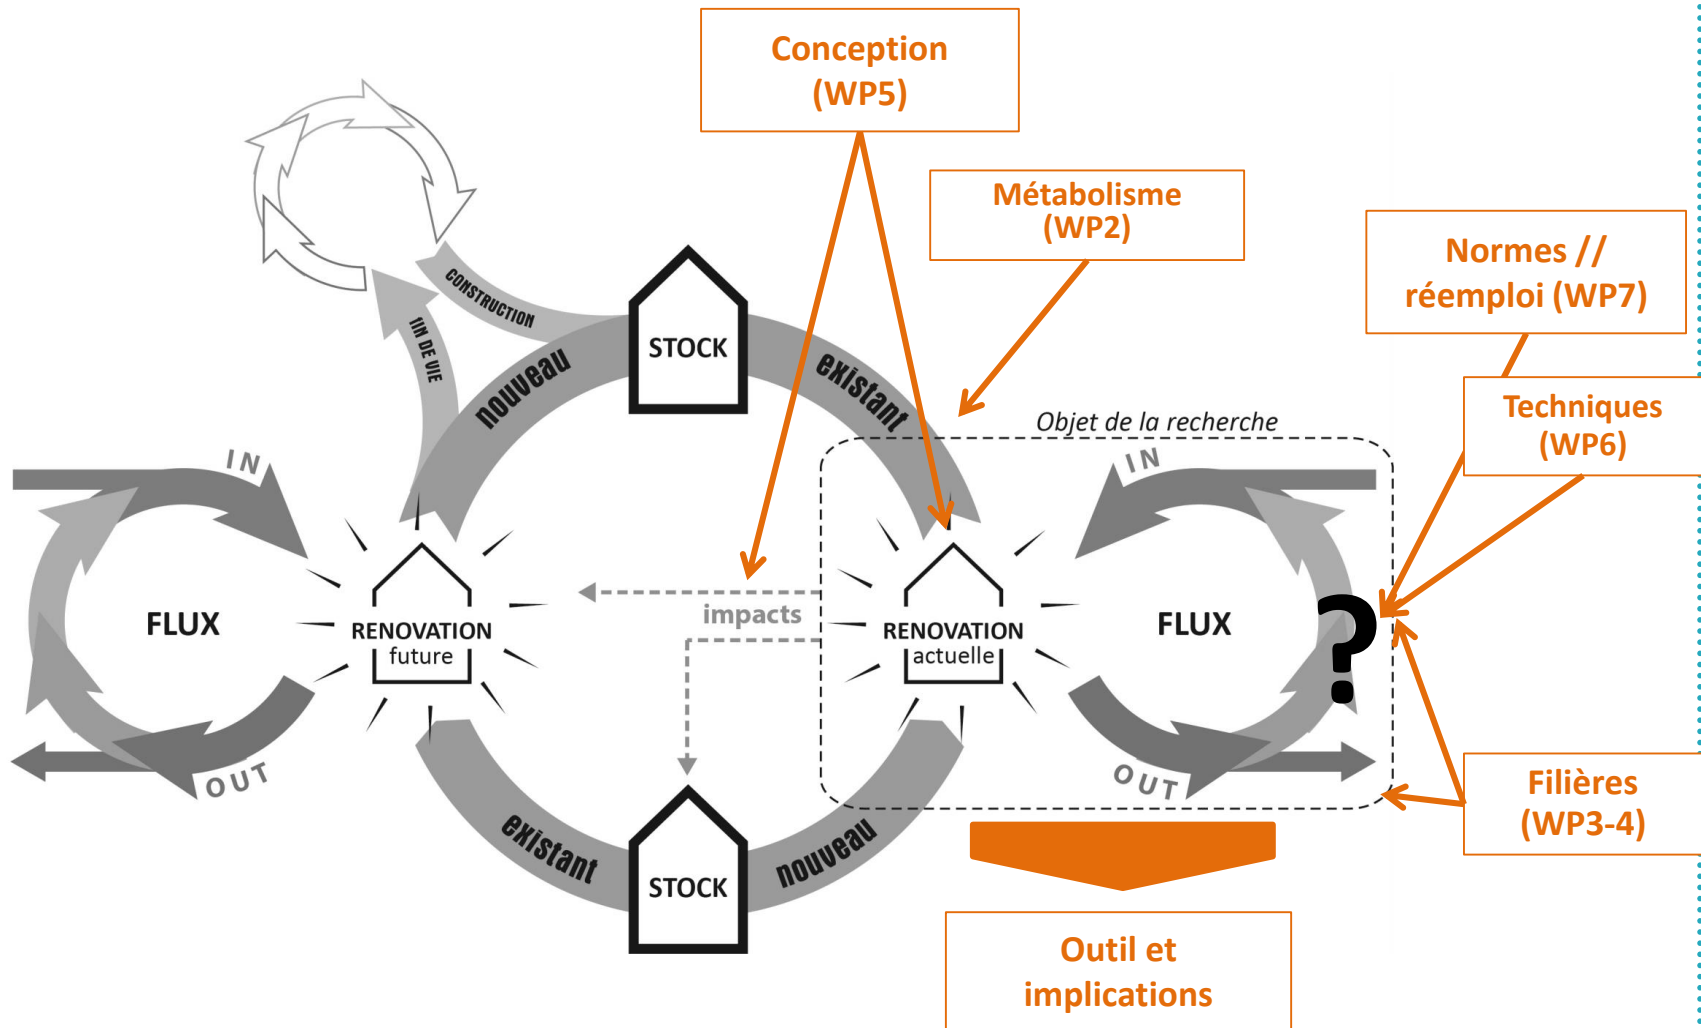 Conception
(WP5)
Métabolisme
(WP2)
Normes //
réemploi (WP7)
Techniques
(WP6)
Filières
(WP3-4)
CONSTRUCTION
FIN DE VIE
STOCK
nouveau
existant
Objet de la recherche
IN
IN
FLUX
RENOVATION
future
impacts
RENOVATION
actuelle
FLUX
?
OUT
OUT
existant
STOCK
nouveau
Outil et
implications